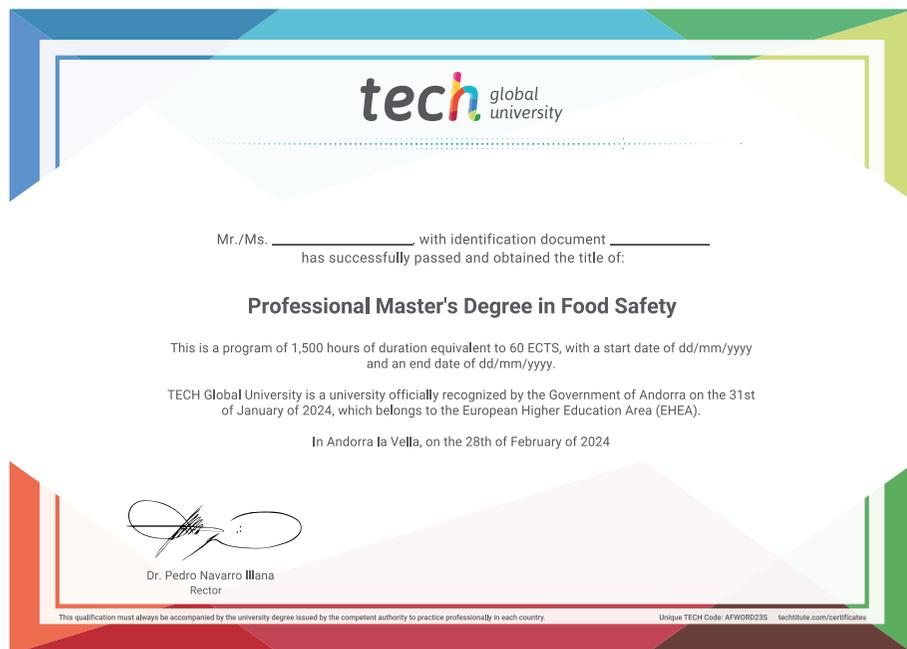 tech global
university
Mr./Ms. ________________, with identification document ___________
has successfully passed and obtained the title of:
Professional Master's Degree in Food Safety
This is a program of 1,500 hours of duration equivalent to 60 ECTS, with a start date of dd/mm/yyyy
and an end date of dd/mm/yyyy.
TECH Global University is a university officially recognized by the Government of Andorra on the 31st
of January of 2024, which belongs to the European Higher Education Area (EHEA).
In Andorra la Vella, on the 28th of February of 2024
Dr. Pedro Navarro Illana
Rector
This qualification must always be accompanied by the university degree issued by the competent authority to practice professionally in each country.
Unique TECH Code: AFWORD23S techtitute.com/certificates